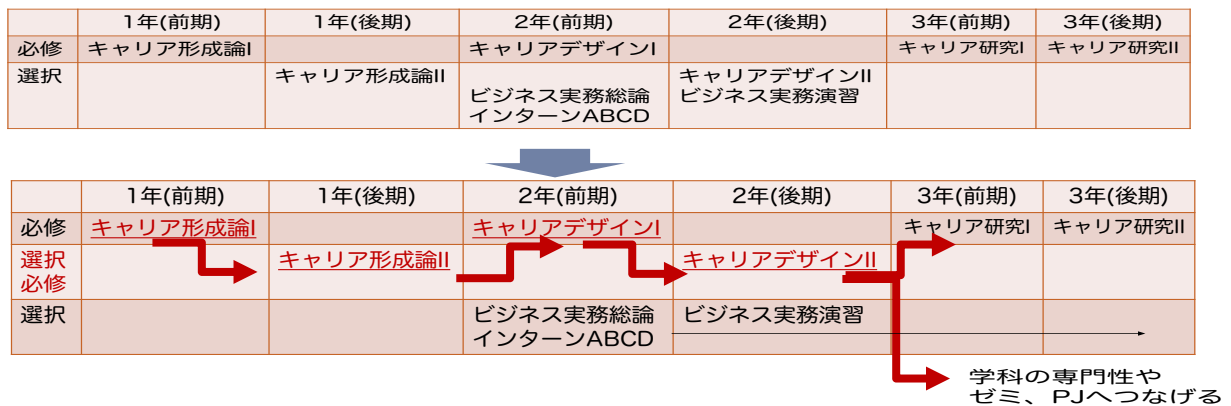 1年(前期) 1年(後期) 2年(前期) 2年(後期) 3年(前期) 3年(後期)
必修 キャリア形成論I キャリアデザインI キャリア研究I キャリア研究II
選択 キャリア形成論II キャリアデザインII
ビジネス実務総論 ビジネス実務演習
インターンABCD
1年(前期) 1年(後期) 2年(前期) 2年(後期) 3年(前期) 3年(後期)
必修 キャリア形成論I キャリアデザインI キャリア研究I キャリア研究II
選択 キャリア形成論II キャリアデザインII
必修
選択 ビジネス実務総論 ビジネス実務演習
インターンABCD
学科の専門性や
ゼミ、PJへつなげる